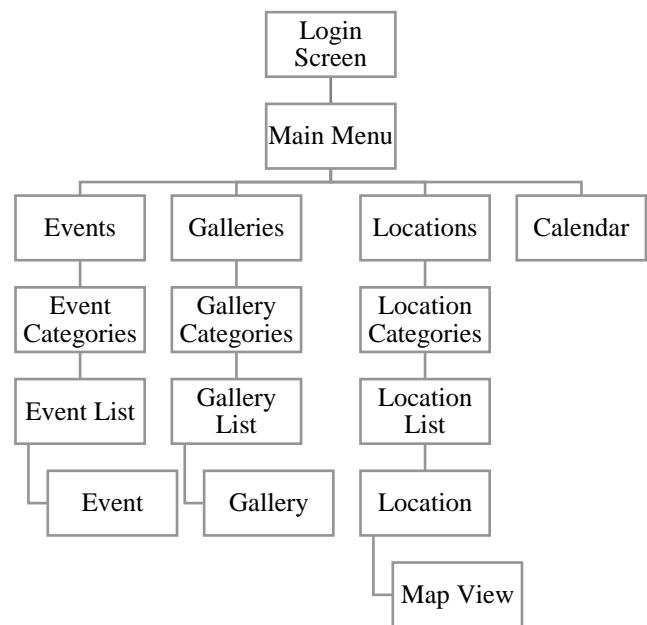 Login
Screen
Main Menu
Events
Galleries
Locations
Calendar
Event
Categories
Gallery
Categories
Location
Categories
Event List
Gallery
List
Location
List
Event
Gallery
Location
Map View